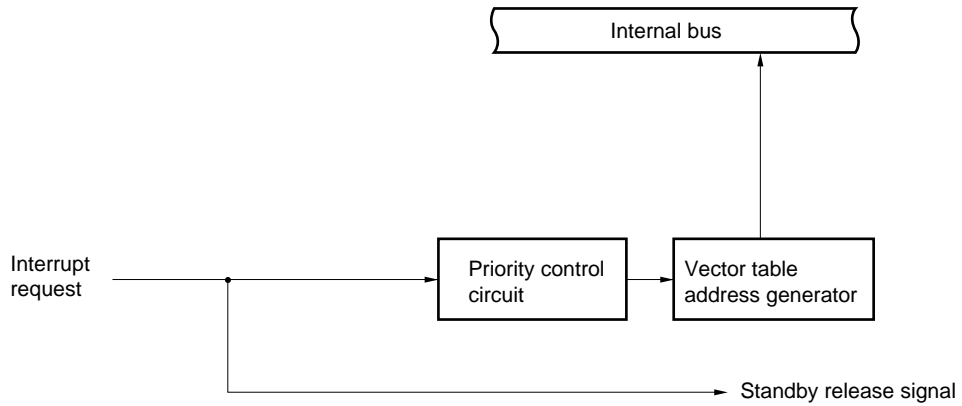 Internal bus
Interrupt
request
Priority control
circuit
Vector table
address generator
Standby release signal